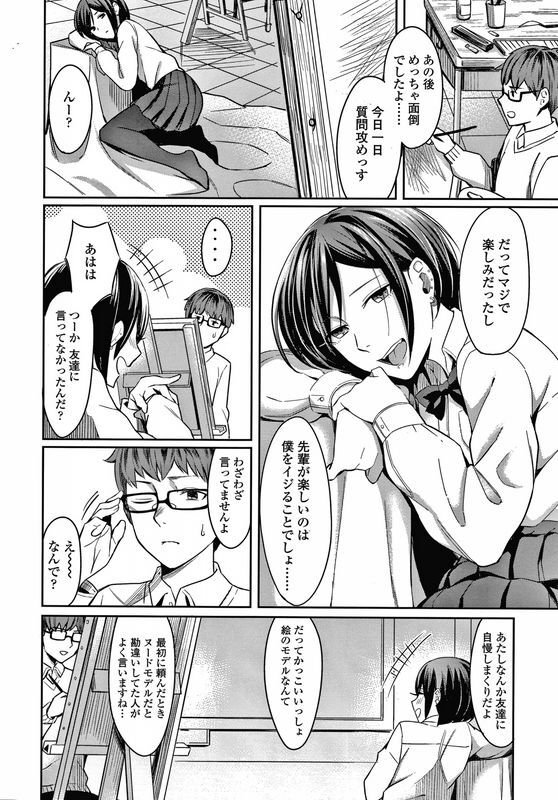 あの後
めっちゃ面倒
でしたよ……
今日一日
質問攻めっす
んー？
だってマジで
楽しみだったし
先輩が楽しいのは
僕をイジることでしょ……
・・・・
あはは
つーか 友達に
言ってなかったんだ？
わざわざ
言ってませんよ
え〜〜〜
なんで？
あたしなんか友達に
自慢しまくりだよ
だってかっこいいっしょ
絵のモデルなんて
最初に頼んだとき
ヌードモデルだと
勘違いしてた人が
よく言いますね…